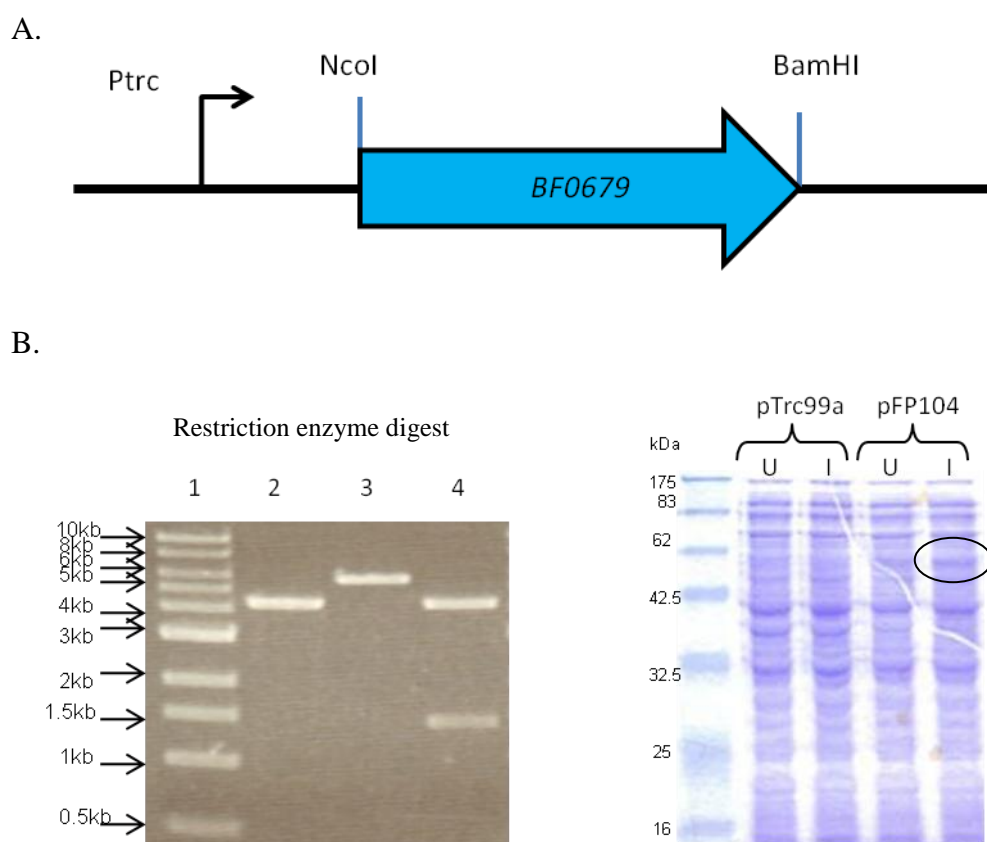 A.
Ptrc
NcoI
BamHI
BF0679
B.
Restriction enzyme digest
1 2 3 4
10kb
8kb
6kb
5kb
4kb
3kb
2kb
1.5kb
1kb
0.5kb
pTrc99a pFP104
kDa
U I U I
175
83
62
42.5
32.5
25
16